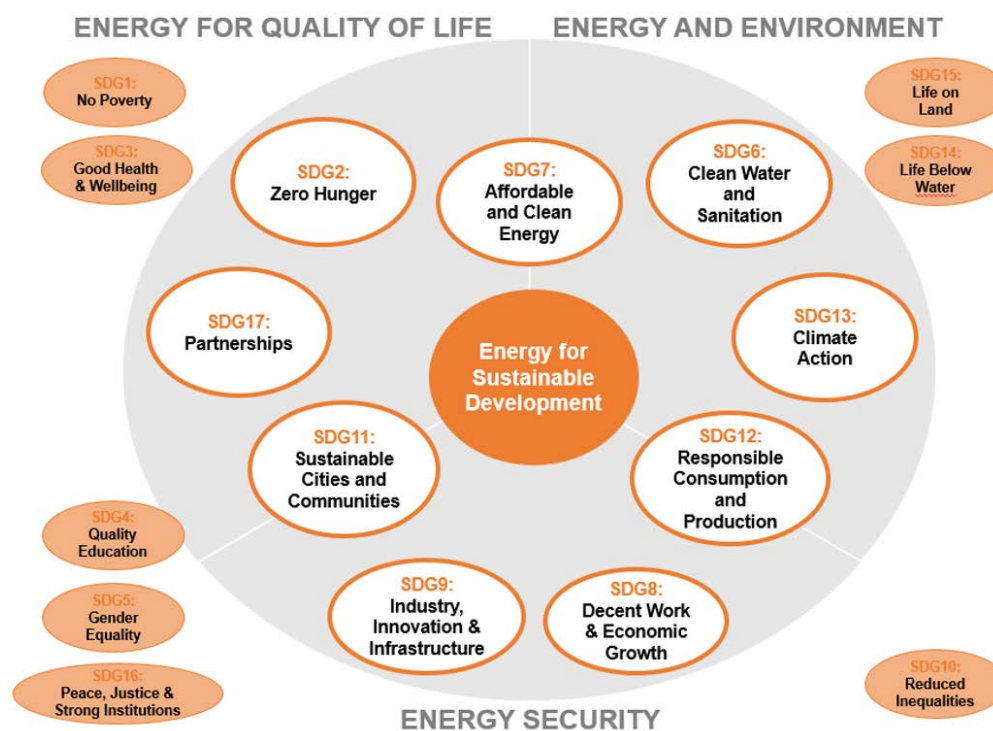 ENERGY FOR QUALITY OF LIFE
ENERGY AND ENVIRONMENT
SDG1:
No Poverty
SDG3:
Good Health
& Wellbeing
SDG15:
Life on
Land
SDG14:
Life Below
Water
SDG2:
Zero Hunger
SDG7:
Affordable
and Clean
Energy
SDG6:
Clean Water
and
Sanitation
SDG17:
Partnerships
Energy for
Sustainable
Development
SDG13:
Climate
Action
SDG11:
Sustainable
Cities and
Communities
SDG12:
Responsible
Consumption
and
Production
SDG4:
Quality
Education
SDG5:
Gender
Equality
SDG16:
Peace, Justice &
Strong Institutions
SDG9:
Industry,
Innovation &
Infrastructure
SDG8:
Decent Work
& Economic
Growth
SDG10:
Reduced
Inequalities
ENERGY SECURITY